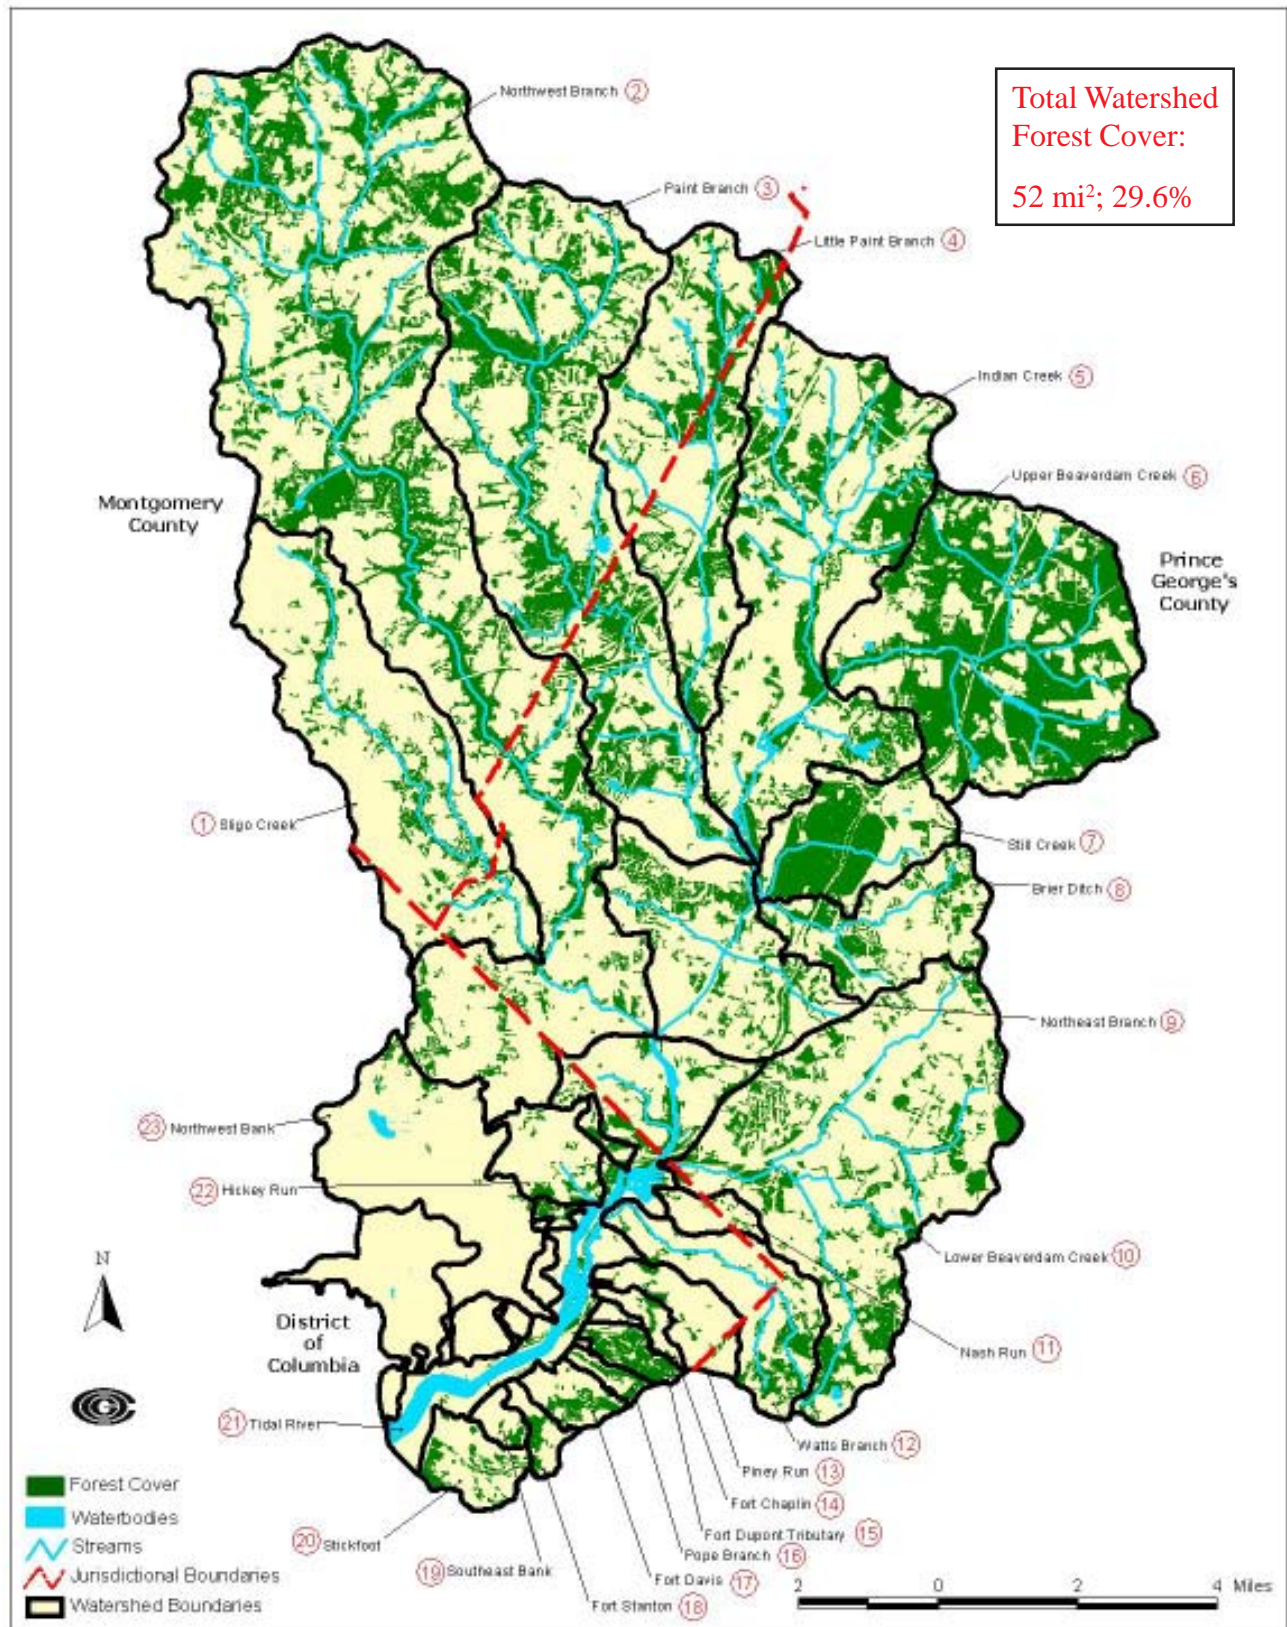 Total Watershed
Forest Cover:
52 mi²; 29.6%
Northwest Branch 2
Paint Branch 3
Little Paint Branch 4
Indian Creek 5
Upper Beaverdam Creek 6
Montgomery
County
Prince
George's
County
1 Sligo Creek
Still Creek 7
Brier Ditch 8
Northeast Branch 9
23 Northwest Bank
22 Hickey Run
Lower Beaverdam Creek 10
N
District
of
Columbia
Nash Run 11
21 Tidal River
Watts Branch 12
Piney Run 13
Fort Chaplin 14
Fort Dupont Tributary 15
Pope Branch 16
Fort Davis 17
Fort Stanton 18
19 Southeast Bank
20 Stickfoot
Forest Cover
Waterbodies
Streams
Jurisdictional Boundaries
Watershed Boundaries
2 0 2 4 Miles